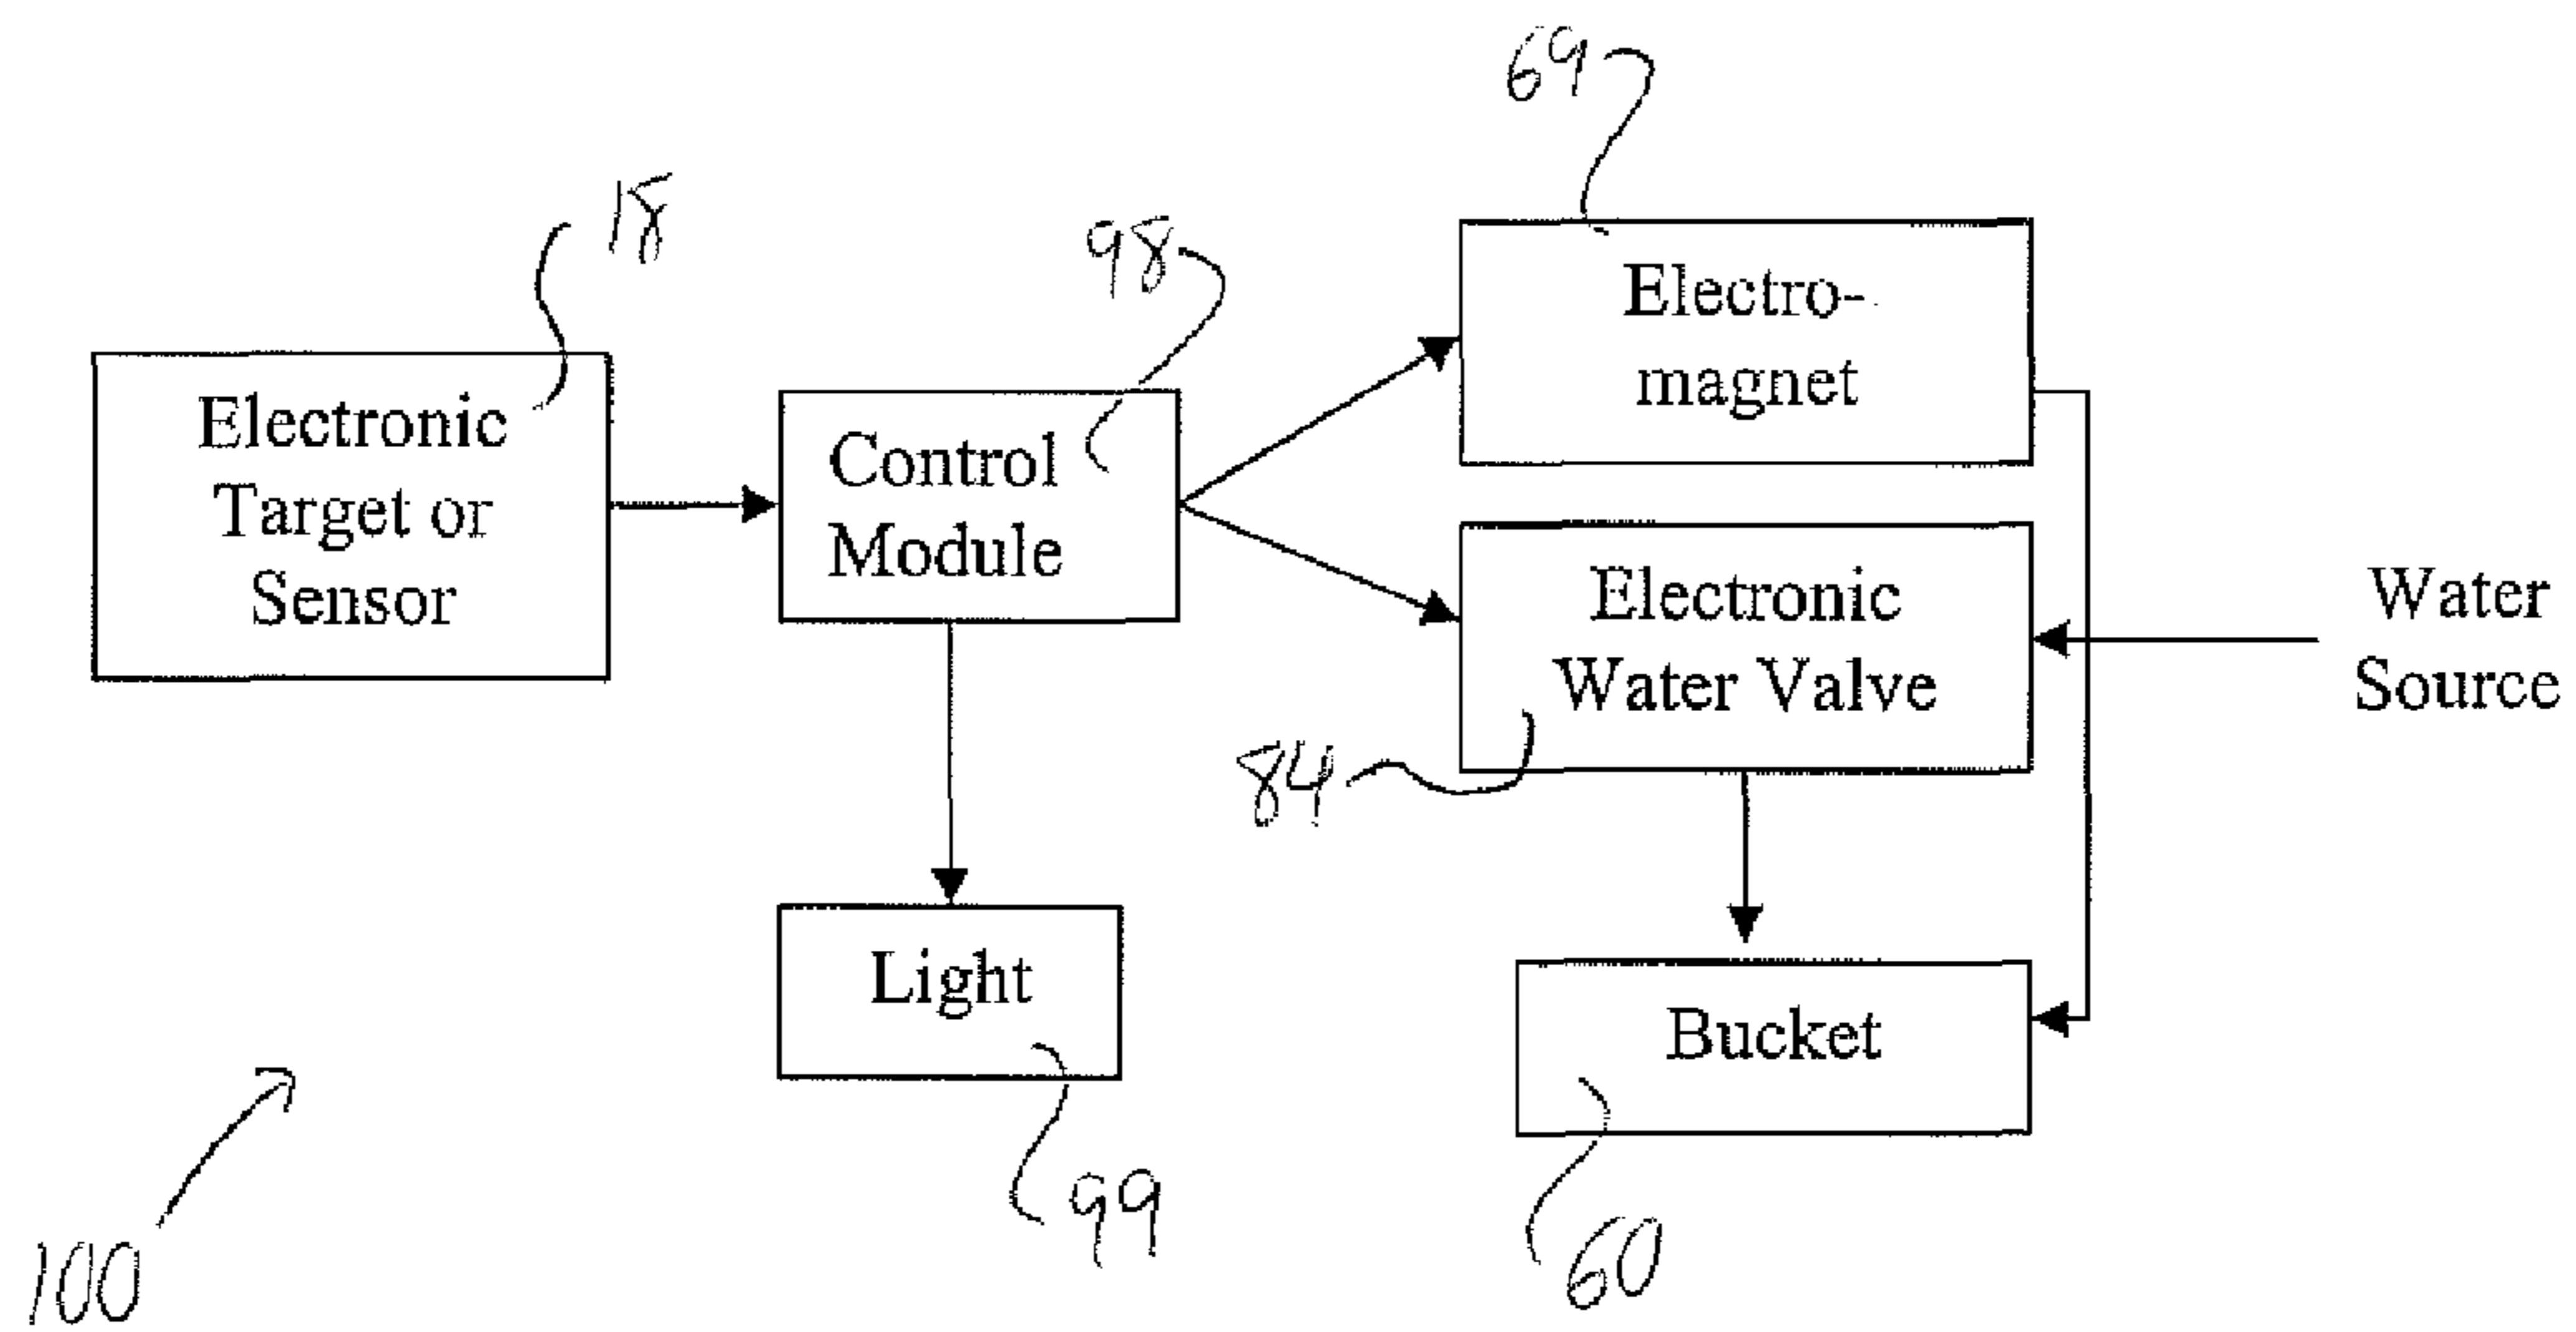 69
18
98
Electro-
magnet
Electronic
Target or
Sensor
Control
Module
Electronic
Water Valve
Water
Source
84
Light
Bucket
99
60
100